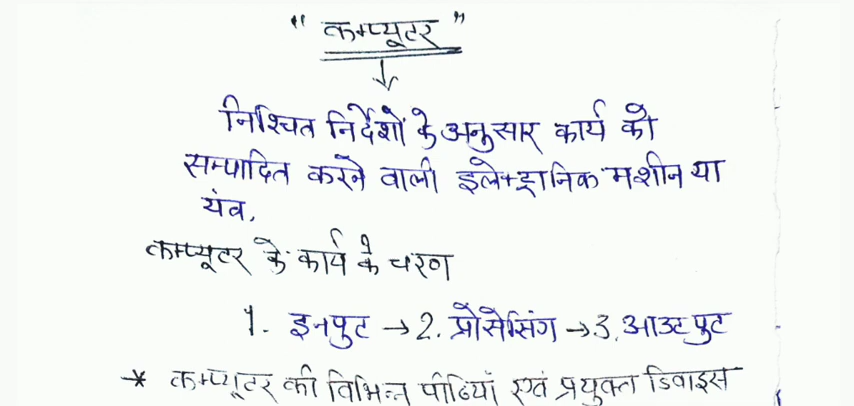 " कम्प्यूटर "
निश्चित निर्देशों के अनुसार कार्य को
सम्पादित करने वाली इलेक्ट्रानिक मशीन या
यंत्र,
कम्प्यूटर के कार्य के चरण
1. इनपुट → 2. प्रोसेसिंग → 3. आउटपुट
* कम्प्यूटर की विभिन्न पीढियाँ एवं प्रयुक्त डिवाइस